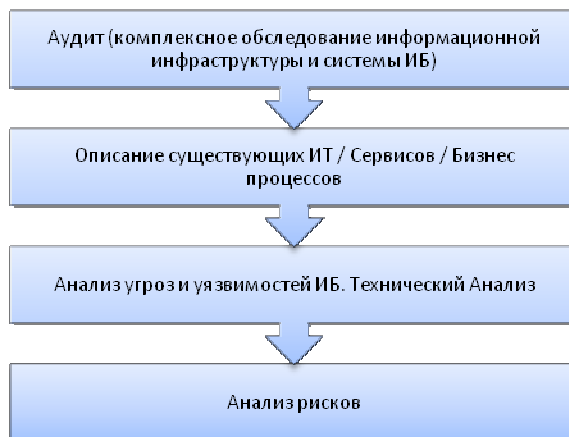 Аудит (комплексное обследование информационной
инфраструктуры и системы ИБ)
Описание существующих ИТ / Сервисов / Бизнес
процессов
Анализ угроз и уязвимостей ИБ. Технический Анализ
Анализ рисков